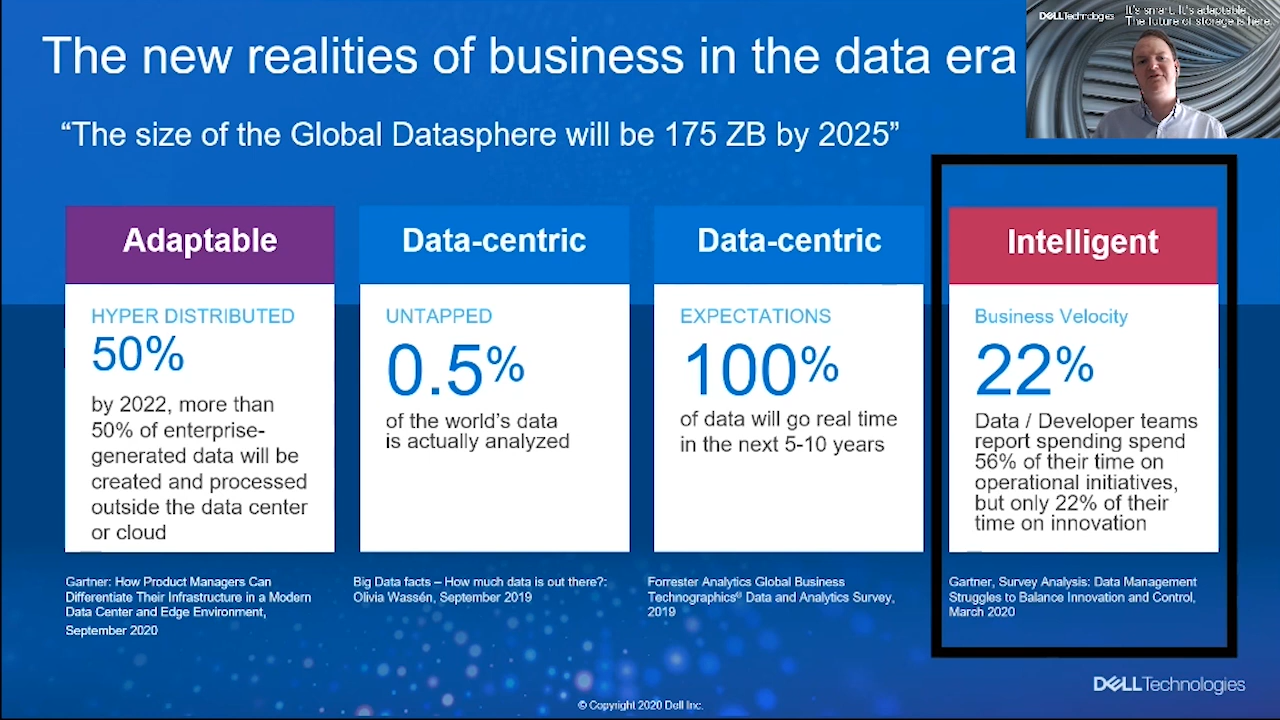 The new realities of business in the data era
DELLTechnologies
It's smart. It's adaptable.
The future of storage is here.
“The size of the Global Datasphere will be 175 ZB by 2025”
Adaptable
HYPER DISTRIBUTED
50%
by 2022, more than
50% of enterprise-
generated data will be
created and processed
outside the data center
or cloud
Gartner: How Product Managers Can
Differentiate Their Infrastructure in a Modern
Data Center and Edge Environment,
September 2020
Data-centric
UNTAPPED
0.5%
of the world’s data
is actually analyzed
Big Data facts – How much data is out there?:
Olivia Wassén, September 2019
Data-centric
EXPECTATIONS
100%
of data will go real time
in the next 5-10 years
Forrester Analytics Global Business
Technographics® Data and Analytics Survey,
2019
Intelligent
Business Velocity
22%
Data / Developer teams
report spending spend
56% of their time on
operational initiatives,
but only 22% of their
time on innovation
Gartner, Survey Analysis: Data Management
Struggles to Balance Innovation and Control,
March 2020
DELLTechnologies
© Copyright 2020 Dell Inc.